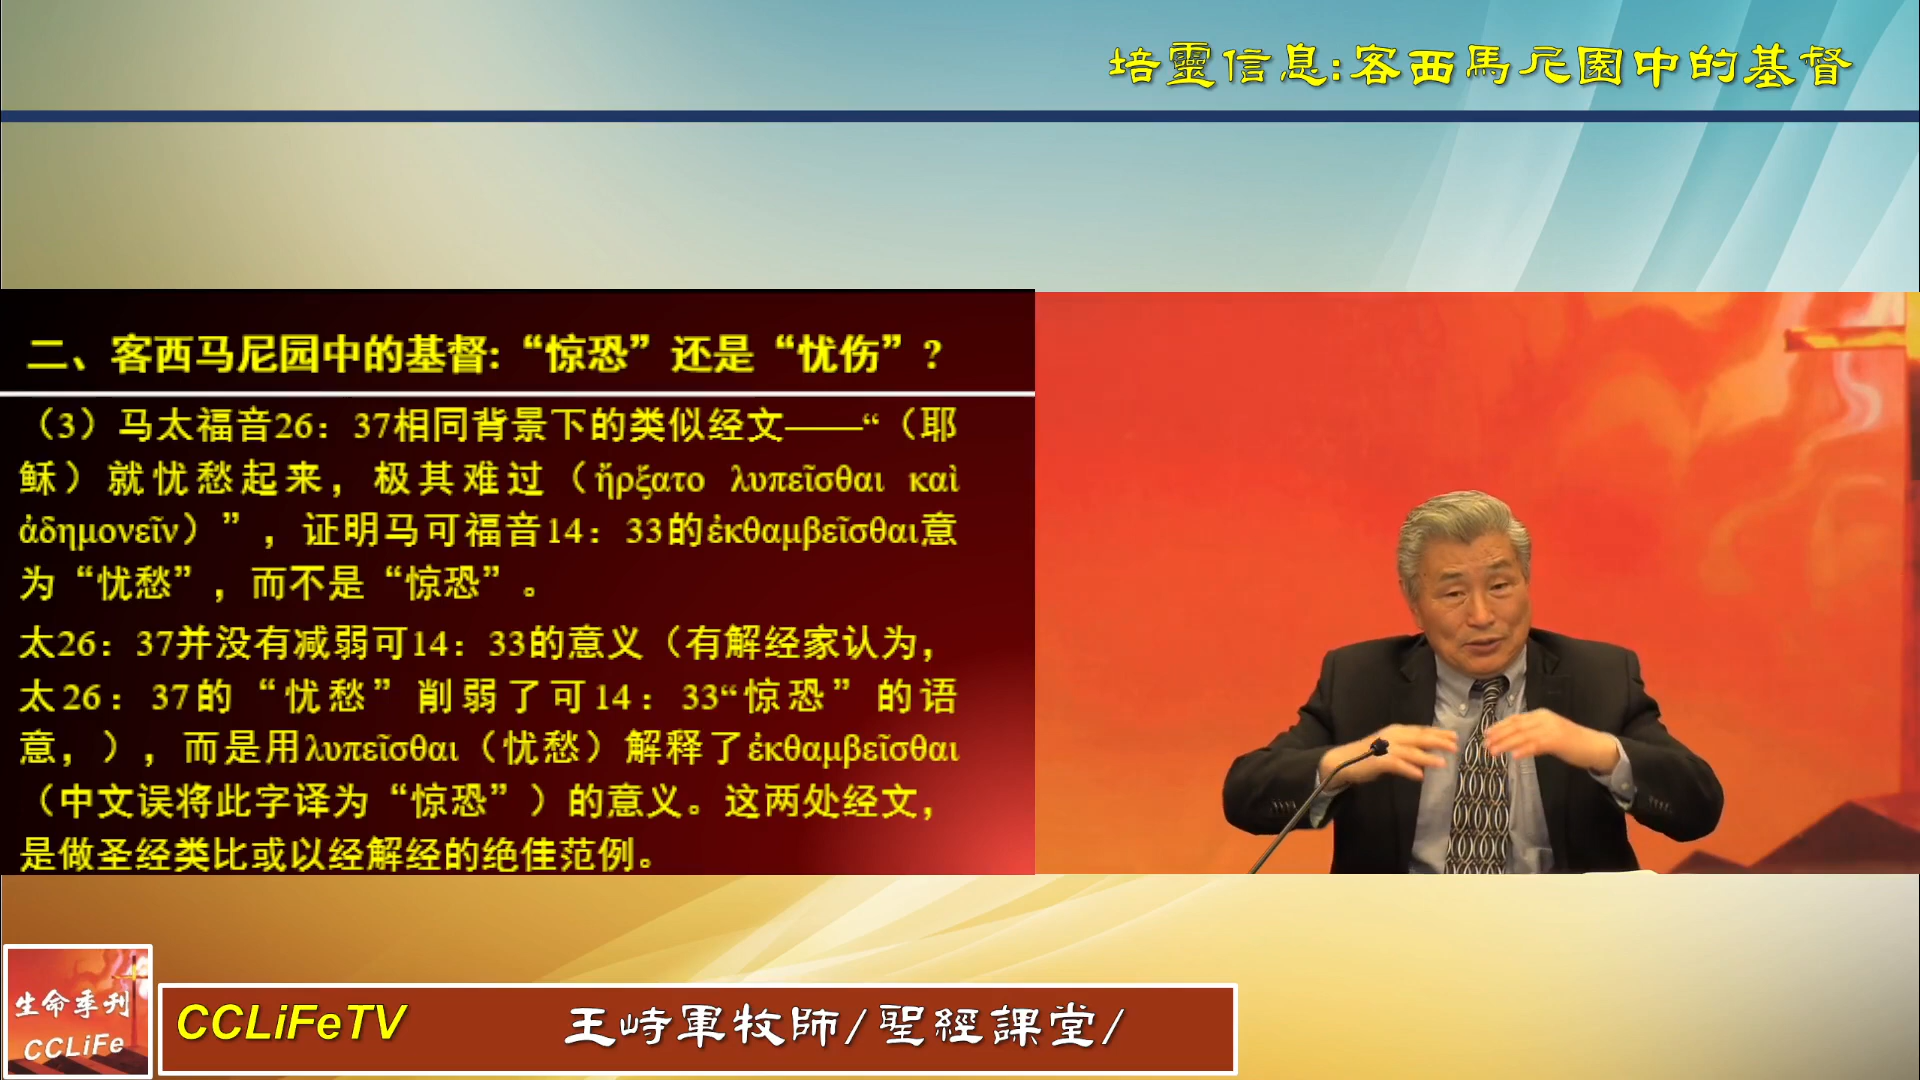 培靈信息:客西馬尼園中的基督
二、客西马尼园中的基督:“惊恐”还是“忧伤”?
（3）马太福音26：37相同背景下的类似经文——“（耶
稣）就忧愁起来，极其难过（ἤρξατο λυπεῖσθαι καὶ
ἀδημονεῖν）”，证明马可福音14：33的ἐκθαμβεῖσθαι意
为“忧愁”，而不是“惊恐”。
太26：37并没有减弱可14：33的意义（有解经家认为，
太26：37的“忧愁”削弱了可14：33“惊恐”的语
意，），而是用λυπεῖσθαι（忧愁）解释了ἐκθαμβεῖσθαι
（中文误将此字译为“惊恐”）的意义。这两处经文，
是做圣经类比或以经解经的绝佳范例。
生命季刊
CCLiFe
CCLiFeTV 王峙軍牧師/聖經課堂/